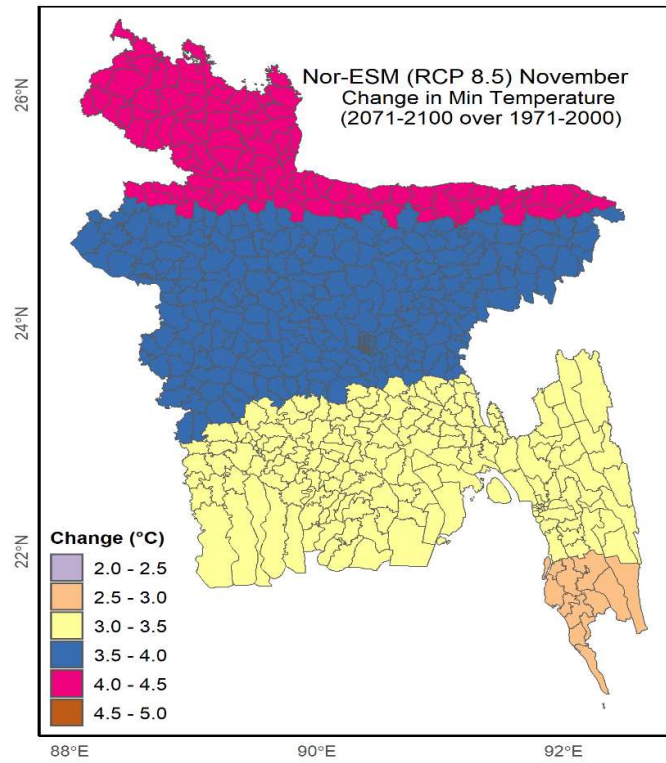 Nor-ESM (RCP 8.5) November
Change in Min Temperature
(2071-2100 over 1971-2000)
26°N
24°N
22°N
Change (°C)
2.0 - 2.5
2.5 - 3.0
3.0 - 3.5
3.5 - 4.0
4.0 - 4.5
4.5 - 5.0
88°E
90°E
92°E